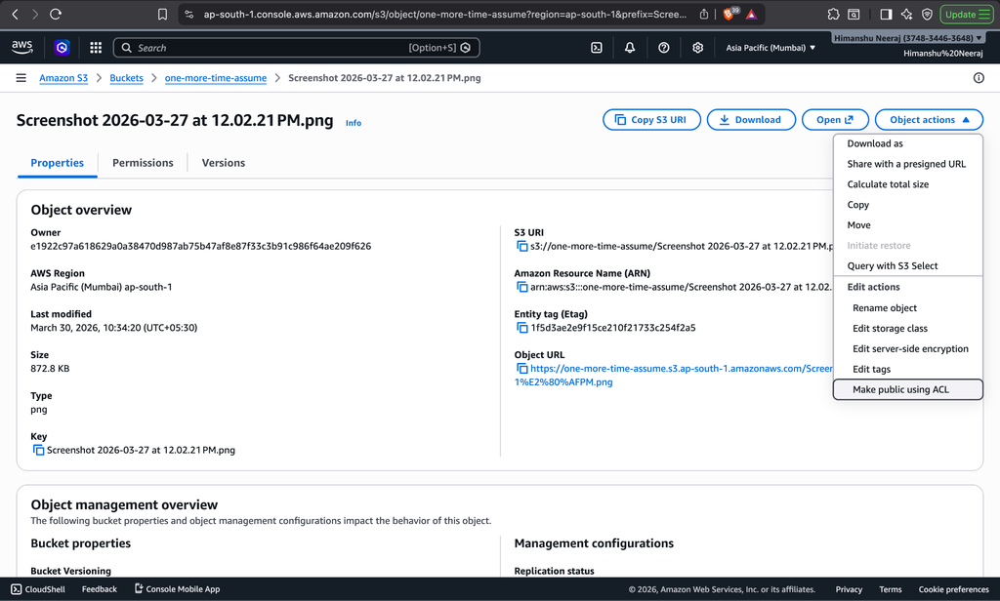 ap-south-1.console.aws.amazon.com/s3/object/one-more-time-assume?region=ap-south-1&prefix=Scree...
39
Update
aws
Search
[Option+S]
Asia Pacific (Mumbai)
Himanshu Neeraj (3748-3446-3648)
Himanshu%20Neeraj
Amazon S3
Buckets
one-more-time-assume
Screenshot 2026-03-27 at 12.02.21 PM.png
Screenshot 2026-03-27 at 12.02.21 PM.png
Info
Copy S3 URI
Download
Open
Object actions
Properties
Permissions
Versions
Download as
Share with a presigned URL
Calculate total size
Copy
Move
Initiate restore
Query with S3 Select
Edit actions
Rename object
Edit storage class
Edit server-side encryption
Edit tags
Make public using ACL
Object overview
Owner
e1922c97a618629a0a38470d987ab75b47af8e87f33c3b91c986f64ae209f626
AWS Region
Asia Pacific (Mumbai) ap-south-1
Last modified
March 30, 2026, 10:34:20 (UTC+05:30)
Size
872.8 KB
Type
png
Key
Screenshot 2026-03-27 at 12.02.21 PM.png
S3 URI
s3://one-more-time-assume/Screenshot 2026-03-27 at 12.02.21 PM.p
Amazon Resource Name (ARN)
arn:aws:s3:::one-more-time-assume/Screenshot 2026-03-27 at 12.02.
Entity tag (Etag)
1f5d3ae2e9f15ce210f21733c254f2a5
Object URL
https://one-more-time-assume.s3.ap-south-1.amazonaws.com/Screen
1%E2%80%AFPM.png
Object management overview
The following bucket properties and object management configurations impact the behavior of this object.
Bucket properties
Bucket Versioning
Management configurations
Replication status
CloudShell
Feedback
Console Mobile App
© 2026, Amazon Web Services, Inc. or its affiliates.
Privacy
Terms
Cookie preferences